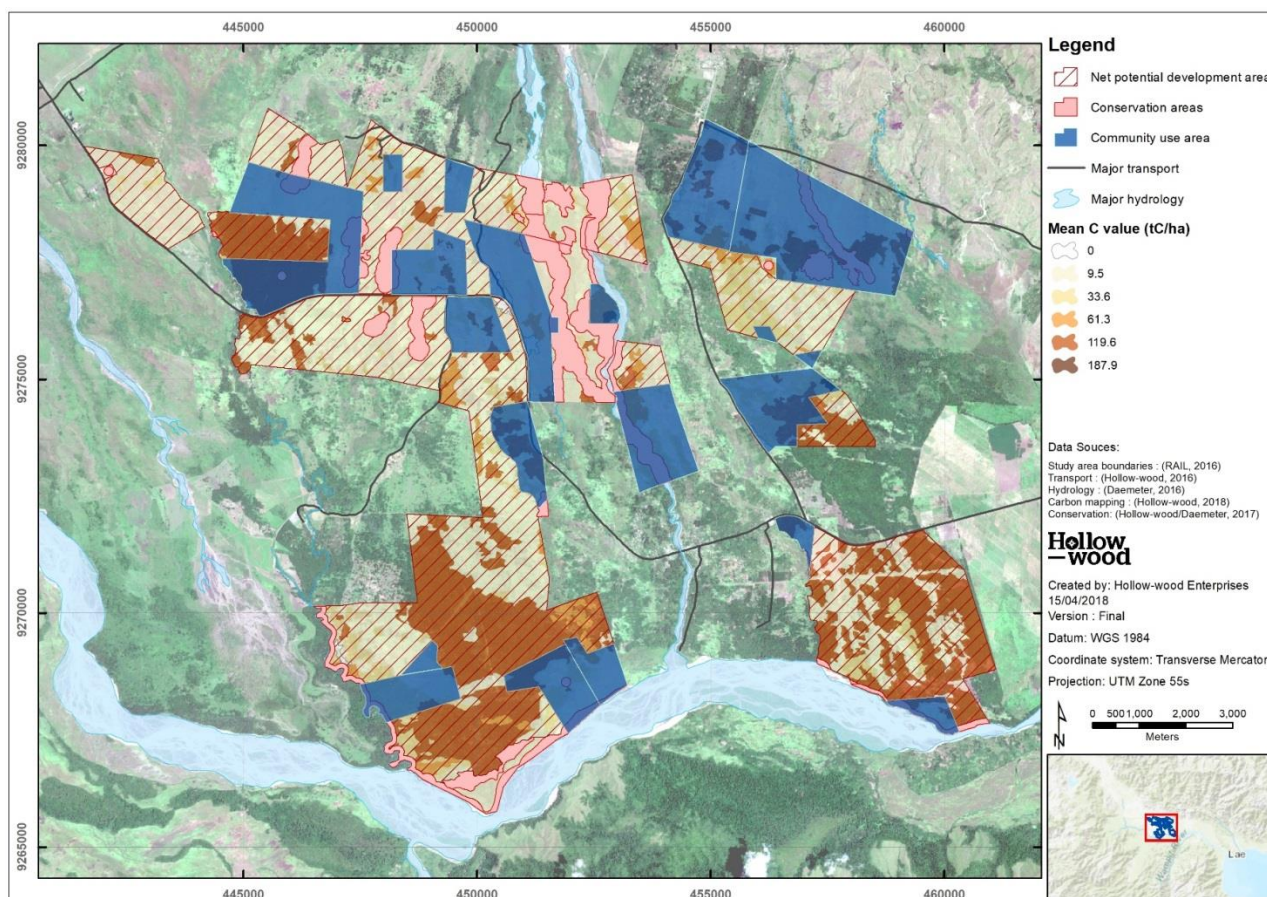 445000 450000 455000 460000
9280000
9275000
9270000
9265000
445000 450000 455000 460000
Legend
Net potential development area
Conservation areas
Community use area
Major transport
Major hydrology
Mean C value (tC/ha)
0
9.5
33.6
61.3
119.6
187.9
Data Souces:
Study area boundaries : (RAIL, 2016)
Transport : (Hollow-wood, 2016)
Hydrology : (Daemeter, 2016)
Carbon mapping : (Hollow-wood, 2018)
Conservation: (Hollow-wood/Daemeter, 2017)
Hollow
–wood
Created by: Hollow-wood Enterprises
15/04/2018
Version : Final
Datum: WGS 1984
Coordinate system: Transverse Mercator
Projection: UTM Zone 55s
N
0 500 1,000 2,000 3,000
Meters
Lae